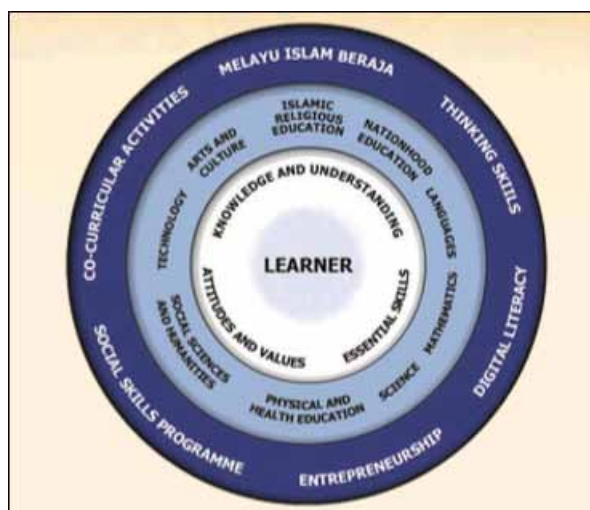 MELAYU ISLAM BERAJA
THINKING SKIILS
DIGITAL LITERACY
ENTREPRENEURSHIP
SOCIAL SKILLS PROGRAMME
CO-CURRICULAR ACTIVITIES
ISLAMIC
RELIGIOUS
EDUCATION
NATIONHOOD
EDUCATION
LANGUAGES
MATHEMATICS
SCIENCE
PHYSICAL AND
HEALTH EDUCATION
SOCIAL SCIENCES
AND HUMANITIES
TECHNOLOGY
ARTS AND
CULTURE
KNOWLEDGE AND UNDERSTANDING
ESSENTIAL SKILLS
ATTITUDES AND VALUES
LEARNER